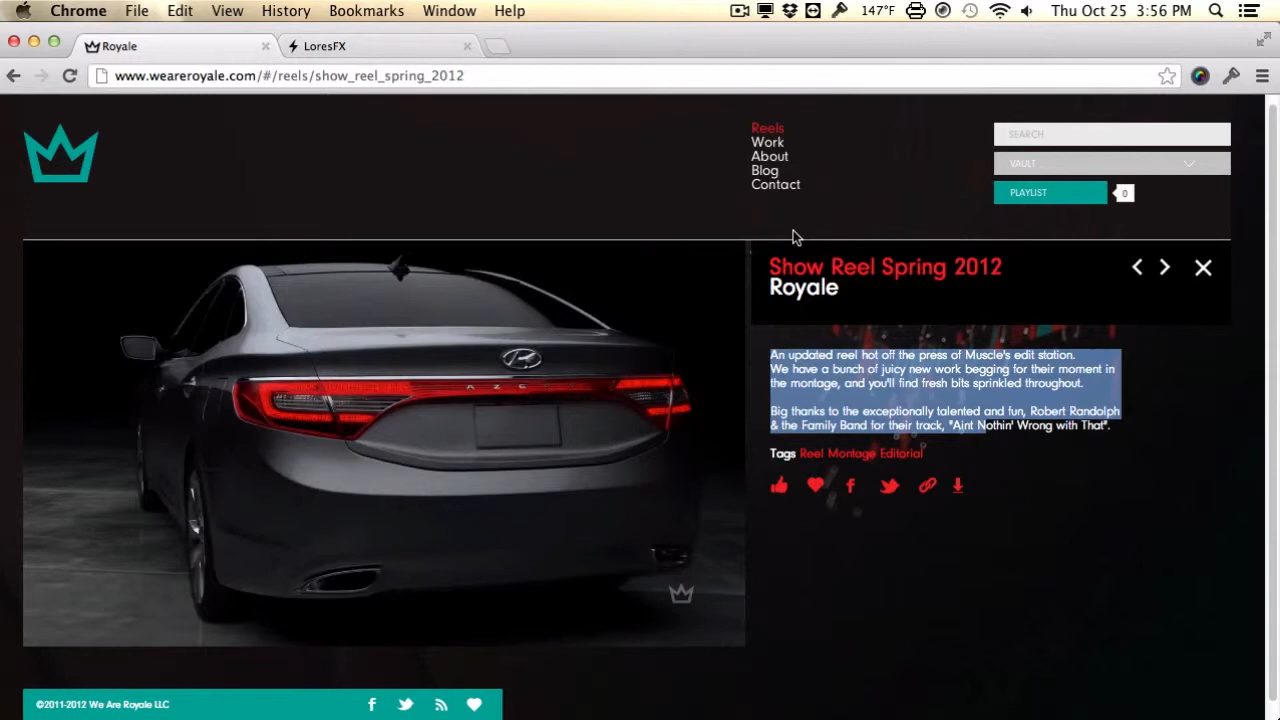 Chrome File Edit View History Bookmarks Window Help 147°F Thu Oct 25 3:56 PM
Royale
LoresFX
www.weareroyale.com/#/reels/show_reel_spring_2012
Reels
Work
About
Blog
Contact
SEARCH
VAULT
PLAYLIST 0
Show Reel Spring 2012
Royale
An updated reel hot off the press of Muscle's edit station.
We have a bunch of juicy new work begging for their moment in
the montage, and you'll find fresh bits sprinkled throughout.
Big thanks to the exceptionally talented and fun, Robert Randolph
& the Family Band for their track, "Aint Nothin' Wrong with That".
Tags Reel Montage Editorial
©2011-2012 We Are Royale LLC